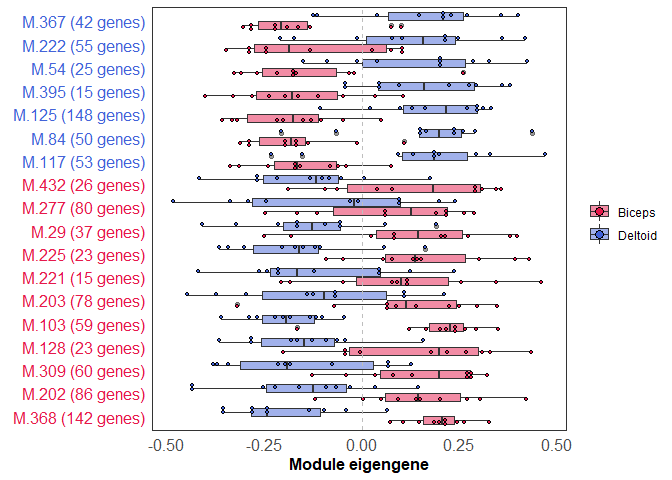 M.367 (42 genes)
M.222 (55 genes)
M.54 (25 genes)
M.395 (15 genes)
M.125 (148 genes)
M.84 (50 genes)
M.117 (53 genes)
M.432 (26 genes)
M.277 (80 genes)
M.29 (37 genes)
M.225 (23 genes)
M.221 (15 genes)
M.203 (78 genes)
M.103 (59 genes)
M.128 (23 genes)
M.309 (60 genes)
M.202 (86 genes)
M.368 (142 genes)
Biceps
Deltoid
-0.50 -0.25 0.00 0.25 0.50
Module eigengene